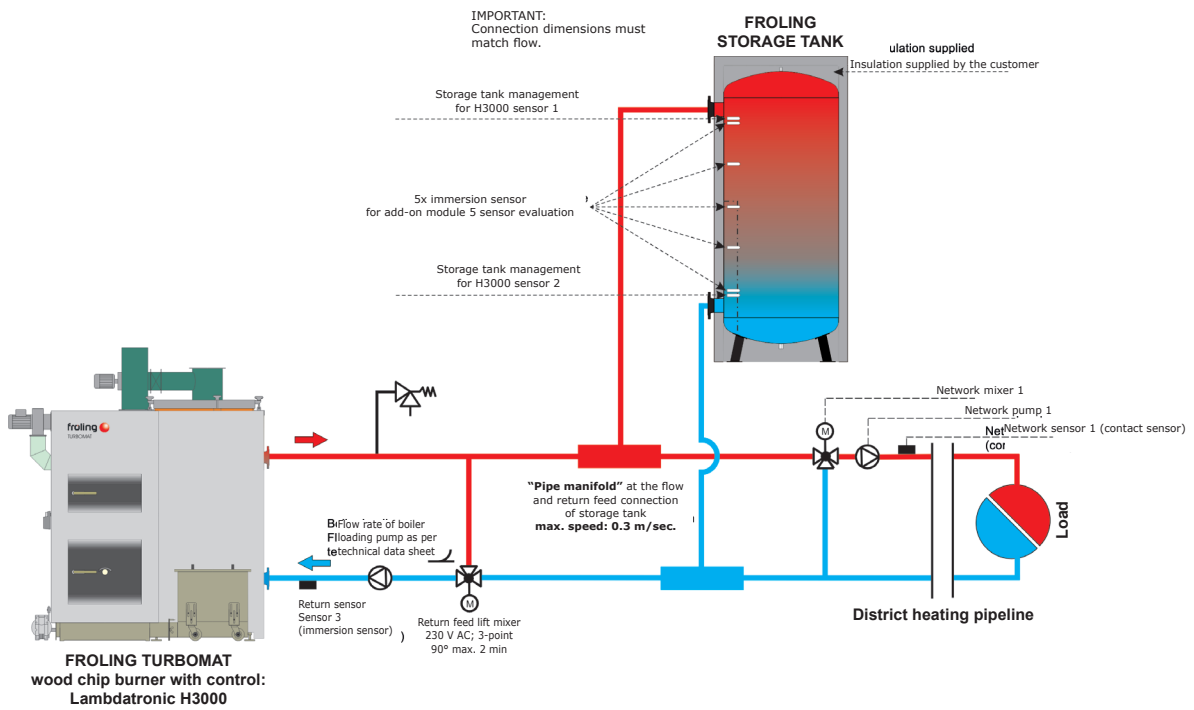 IMPORTANT:
Connection dimensions must
match flow.
FROLING
STORAGE TANK
ulation supplied
Insulation supplied by the customer
Storage tank management
for H3000 sensor 1
5x immersion sensor
for add-on module 5 sensor evaluation
Storage tank management
for H3000 sensor 2
Network mixer 1
Network pump 1
Network sensor 1 (contact sensor)
froling
TURBOMAT
M
"Pipe manifold" at the flow
and return feed connection
of storage tank
max. speed: 0.3 m/sec.
Flow rate of boiler
loading pump as per
technical data sheet
Load
Return sensor
Sensor 3
(immersion sensor)
M
Return feed lift mixer
230 V AC; 3-point
90° max. 2 min
District heating pipeline
FROLING TURBOMAT
wood chip burner with control:
Lambdatronic H3000